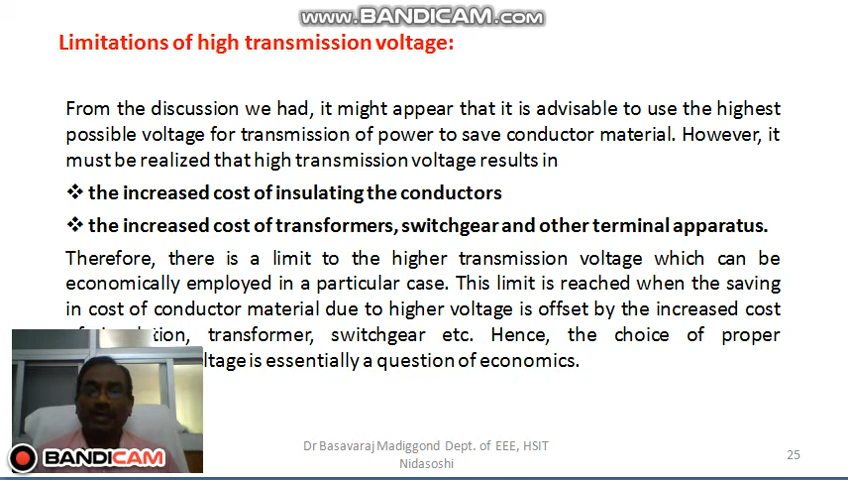 www.BANDICAM.com
Limitations of high transmission voltage:
From the discussion we had, it might appear that it is advisable to use the highest
possible voltage for transmission of power to save conductor material. However, it
must be realized that high transmission voltage results in
❖ the increased cost of insulating the conductors
❖ the increased cost of transformers, switchgear and other terminal apparatus.
Therefore, there is a limit to the higher transmission voltage which can be
economically employed in a particular case. This limit is reached when the saving
in cost of conductor material due to higher voltage is offset by the increased cost
transformer, switchgear etc. Hence, the choice of proper
is essentially a question of economics.
Dr Basavaraj Madiggond Dept. of EEE, HSIT
Nidasoshi
25
BANDICAM